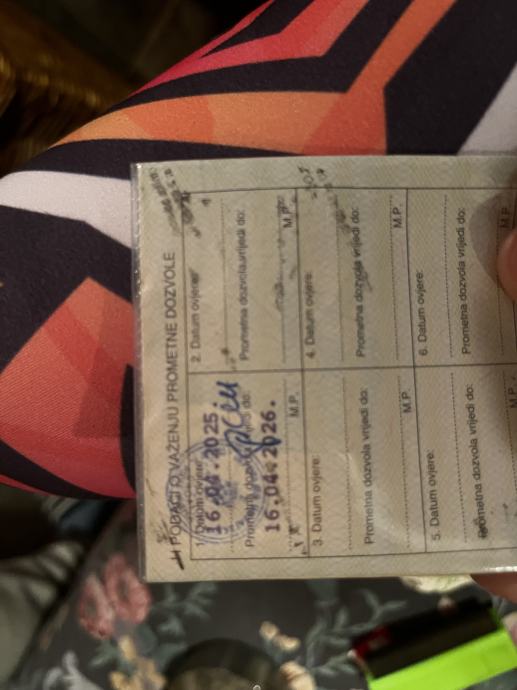 PODACI O VAŽENJU PROMETNE DOZVOLE
1. Datum ovjere:
16.04.2025
Prometna dozvola vrijedi do:
16.04.2026.
M.P.
2. Datum ovjere:
Prometna dozvola vrijedi do:
M.P.
3. Datum ovjere:
Prometna dozvola vrijedi do:
M.P.
4. Datum ovjere:
Prometna dozvola vrijedi do:
M.P.
5. Datum ovjere:
Prometna dozvola vrijedi do:
M.P.
6. Datum ovjere:
Prometna dozvola vrijedi do:
M.P.